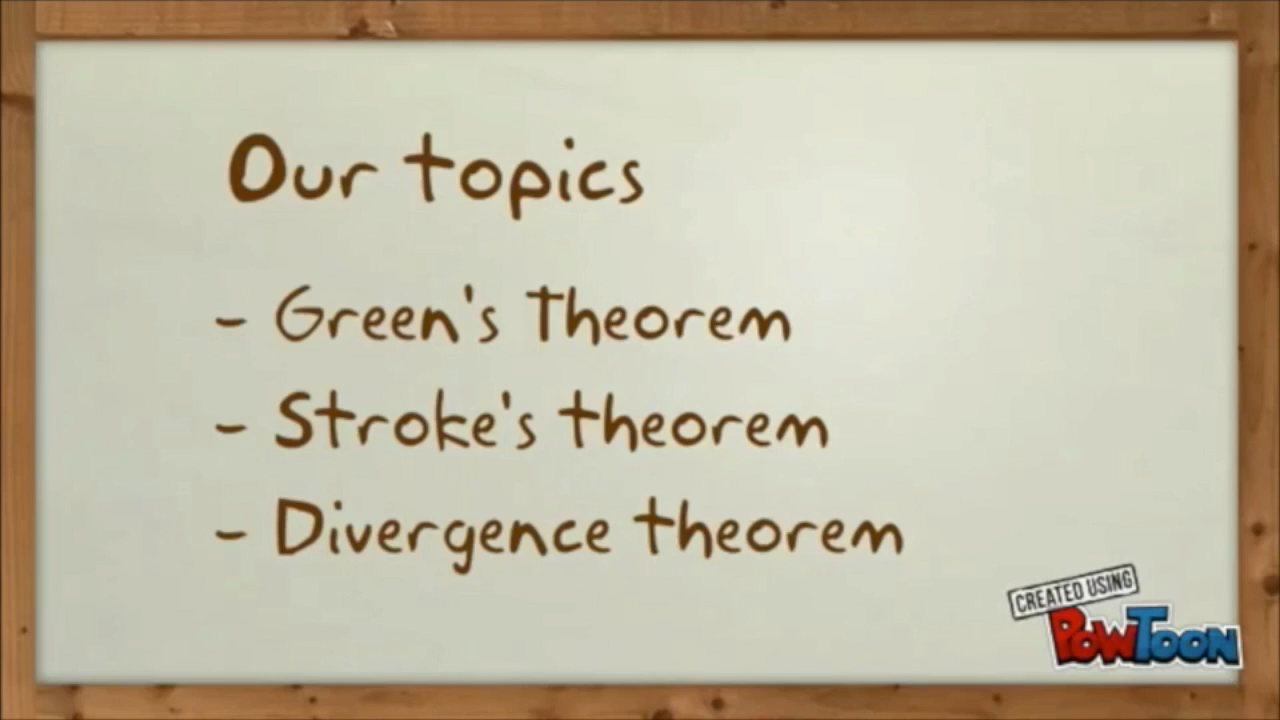 Our topics
- Green's Theorem
- Stroke's theorem
- Divergence theorem
CREATED USING
POWTOON